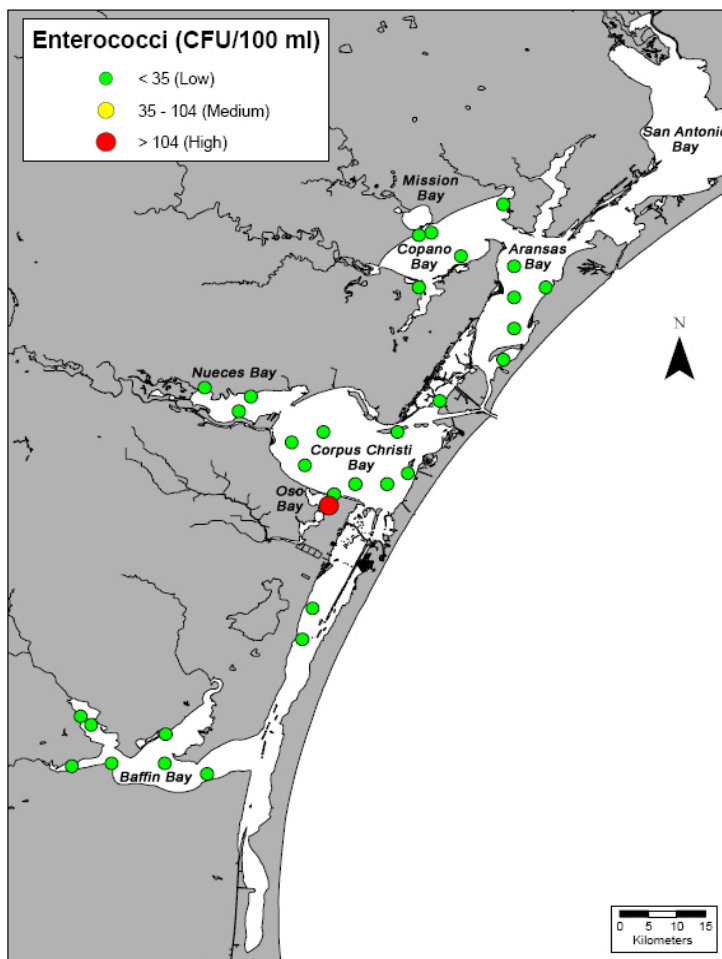 Enterococci (CFU/100 ml)
< 35 (Low)
35 - 104 (Medium)
> 104 (High)
San Antonio
Bay
Mission
Bay
Copano
Bay
Aransas
Bay
N
Nueces Bay
Corpus Christi
Bay
Oso
Bay
Baffin Bay
0 5 10 15
Kilometers